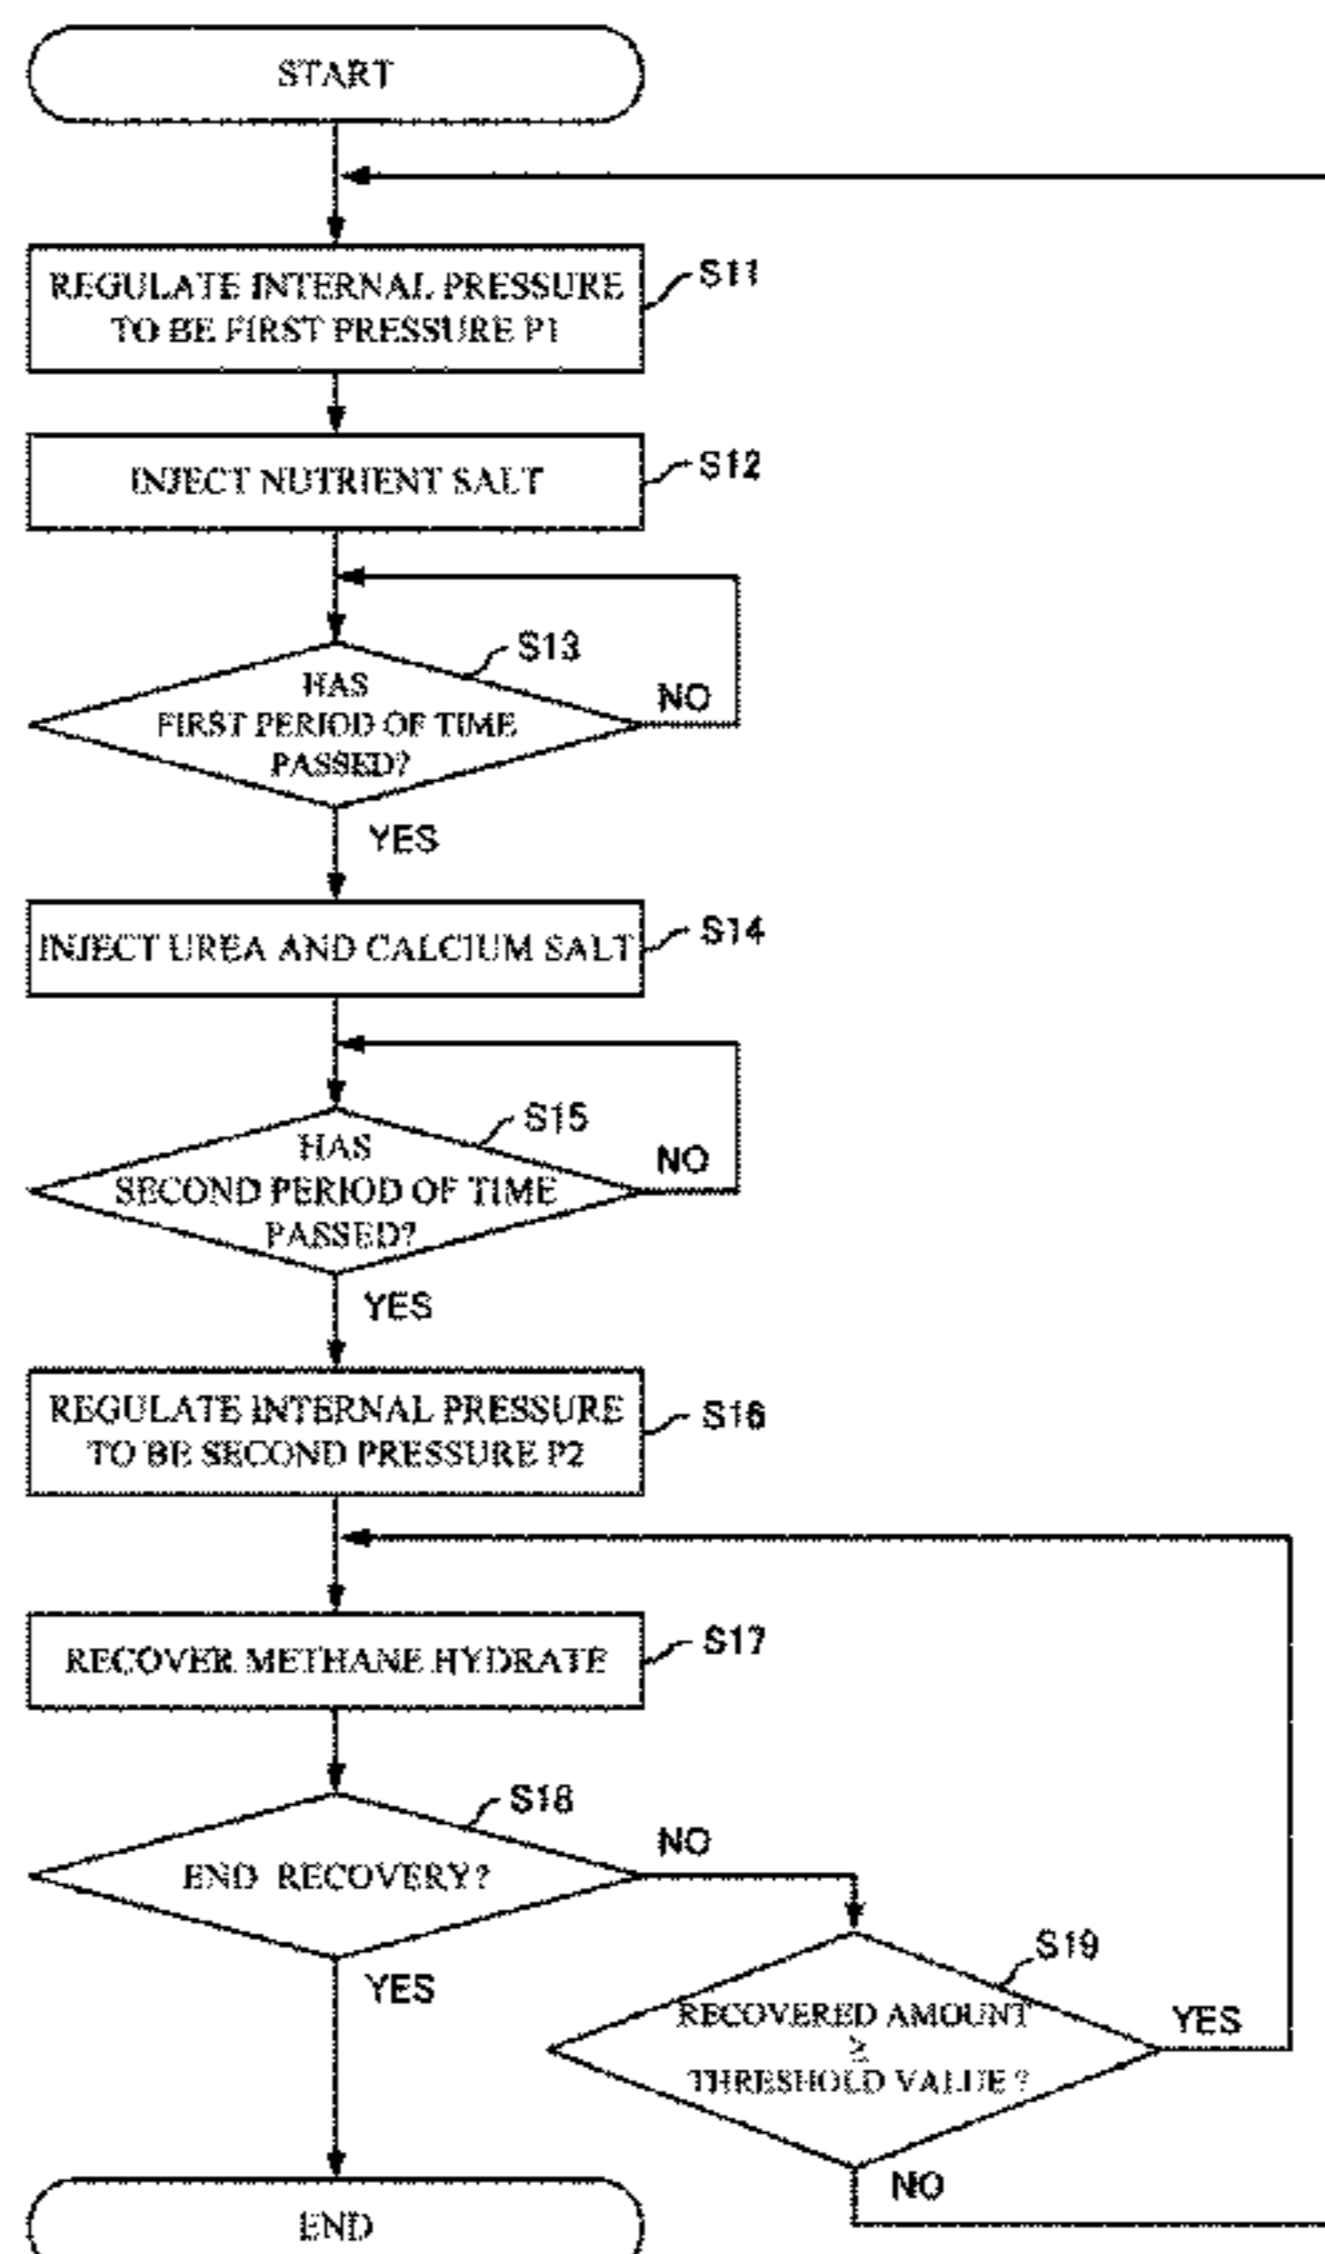 START
REGULATE INTERNAL PRESSURE
TO BE FIRST PRESSURE P1
S11
INJECT NUTRIENT SALT
S12
S13
HAS
FIRST PERIOD OF TIME
PASSED?
NO
YES
INJECT UREA AND CALCIUM SALT
S14
S15
HAS
SECOND PERIOD OF TIME
PASSED?
NO
YES
REGULATE INTERNAL PRESSURE
TO BE SECOND PRESSURE P2
S16
RECOVER METHANE HYDRATE
S17
S18
END RECOVERY?
NO
YES
S19
RECOVERED AMOUNT
≥
THRESHOLD VALUE ?
YES
NO
END